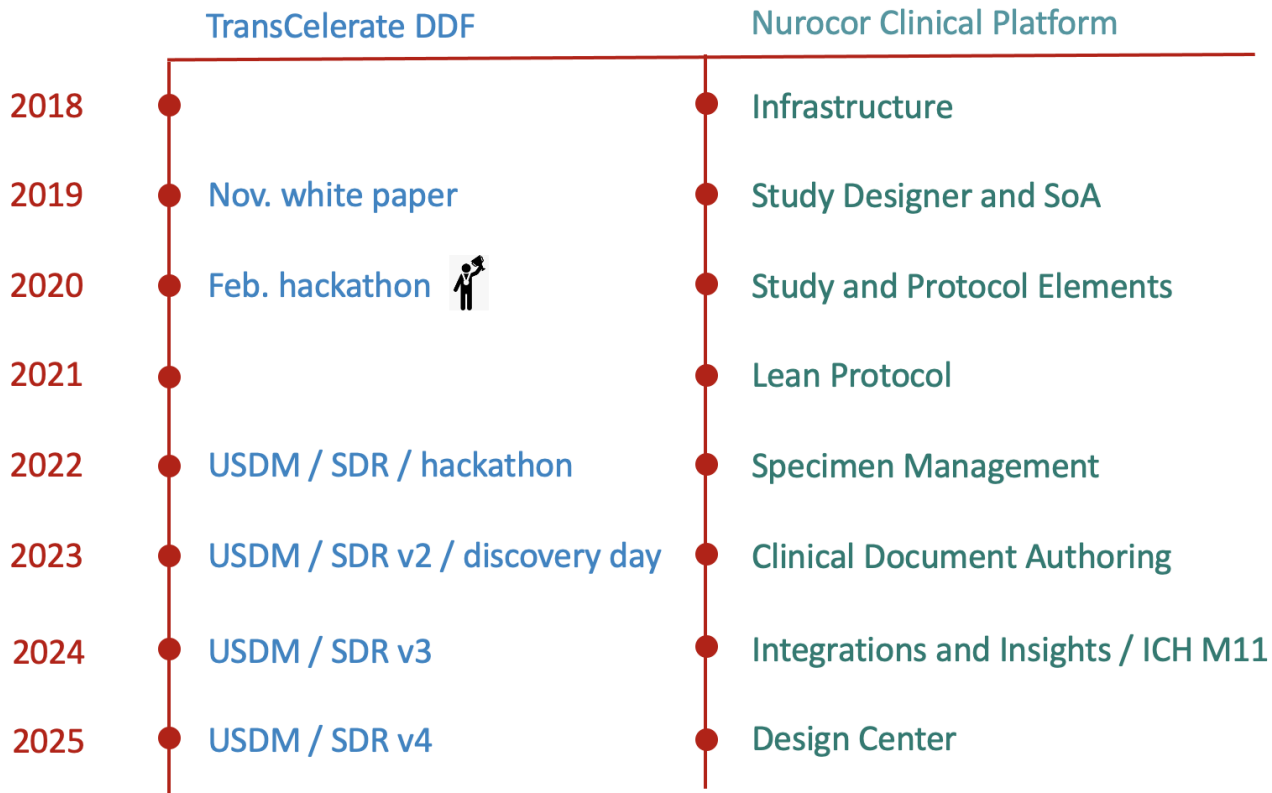 TransCelerate DDF Nurocor Clinical Platform
2018 Infrastructure
2019 Nov. white paper Study Designer and SoA
2020 Feb. hackathon Study and Protocol Elements
2021 Lean Protocol
2022 USDM / SDR / hackathon Specimen Management
2023 USDM / SDR v2 / discovery day Clinical Document Authoring
2024 USDM / SDR v3 Integrations and Insights / ICH M11
2025 USDM / SDR v4 Design Center